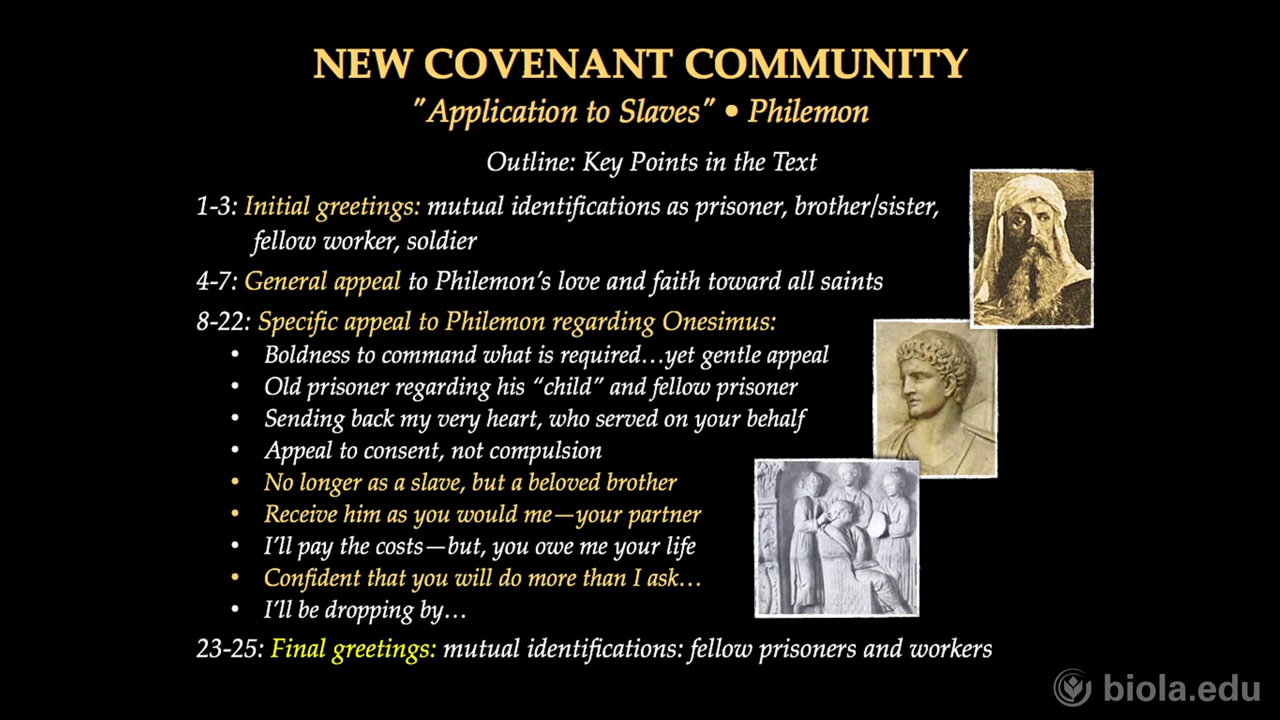 NEW COVENANT COMMUNITY
"Application to Slaves" • Philemon
Outline: Key Points in the Text
1-3: Initial greetings: mutual identifications as prisoner, brother/sister,
fellow worker, soldier
4-7: General appeal to Philemon's love and faith toward all saints
8-22: Specific appeal to Philemon regarding Onesimus:
• Boldness to command what is required…yet gentle appeal
• Old prisoner regarding his “child” and fellow prisoner
• Sending back my very heart, who served on your behalf
• Appeal to consent, not compulsion
• No longer as a slave, but a beloved brother
• Receive him as you would me—your partner
• I'll pay the costs—but, you owe me your life
• Confident that you will do more than I ask…
• I'll be dropping by…
23-25: Final greetings: mutual identifications: fellow prisoners and workers
biola.edu